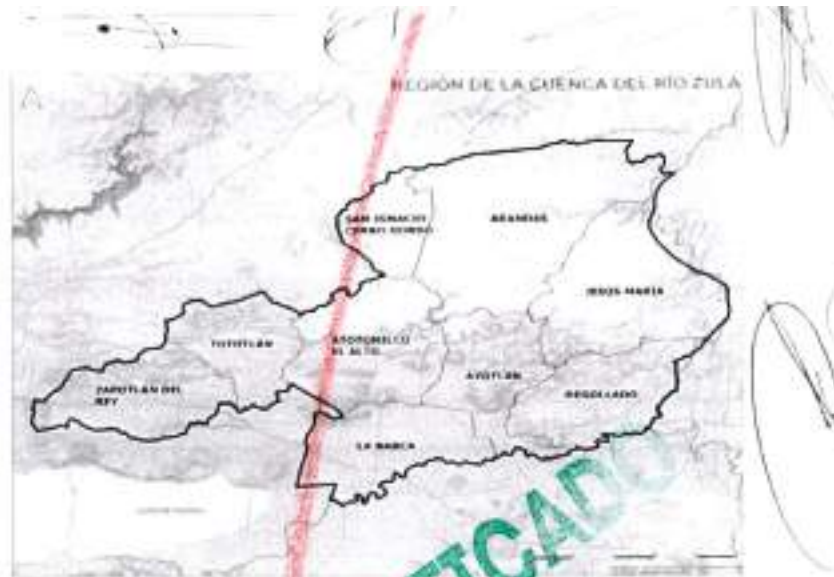 REGIÓN DE LA CUENCA DEL RÍO ZULA
SAN IGNACIO
CERRO GORDO
ARANDAS
JESÚS MARÍA
TOTOTLÁN
ATOTONILCO
EL ALTO
AYOTLÁN
ZAPOTLÁN DEL
REY
DEGOLLADO
LA BARCA
FICADO